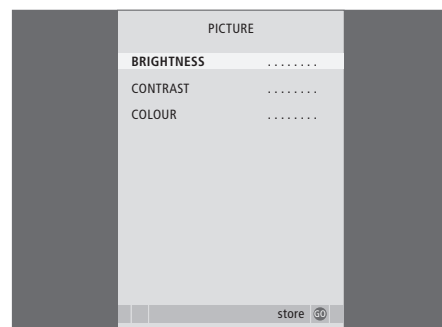 PICTURE
BRIGHTNESS ........
CONTRAST ........
COLOUR ........
store GO